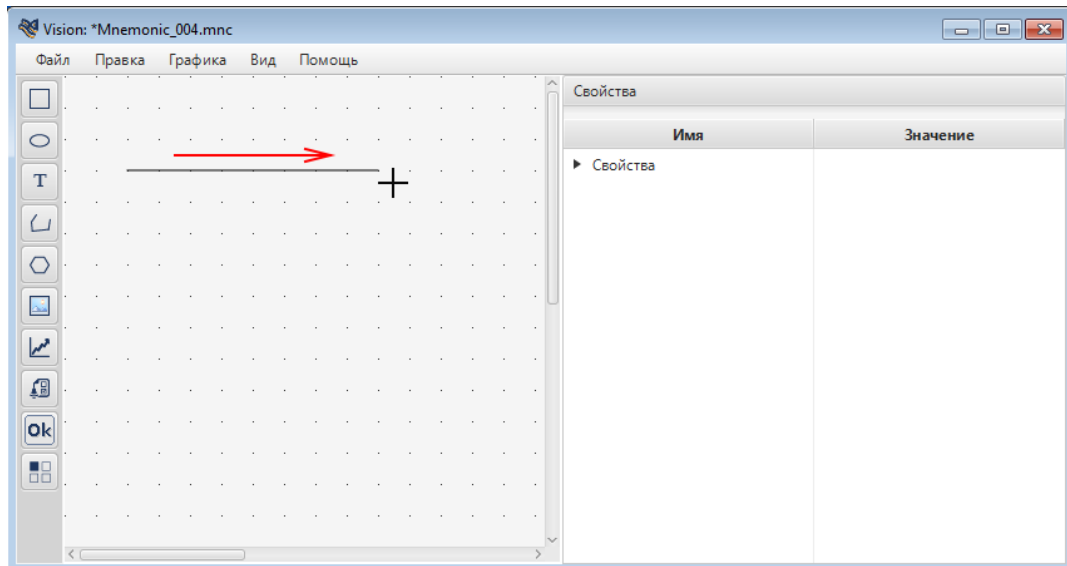 Vision: *Mnemonic_004.mnc
Файл Правка Графика Вид Помощь
Свойства
Имя Значение
Свойства
T
Ok